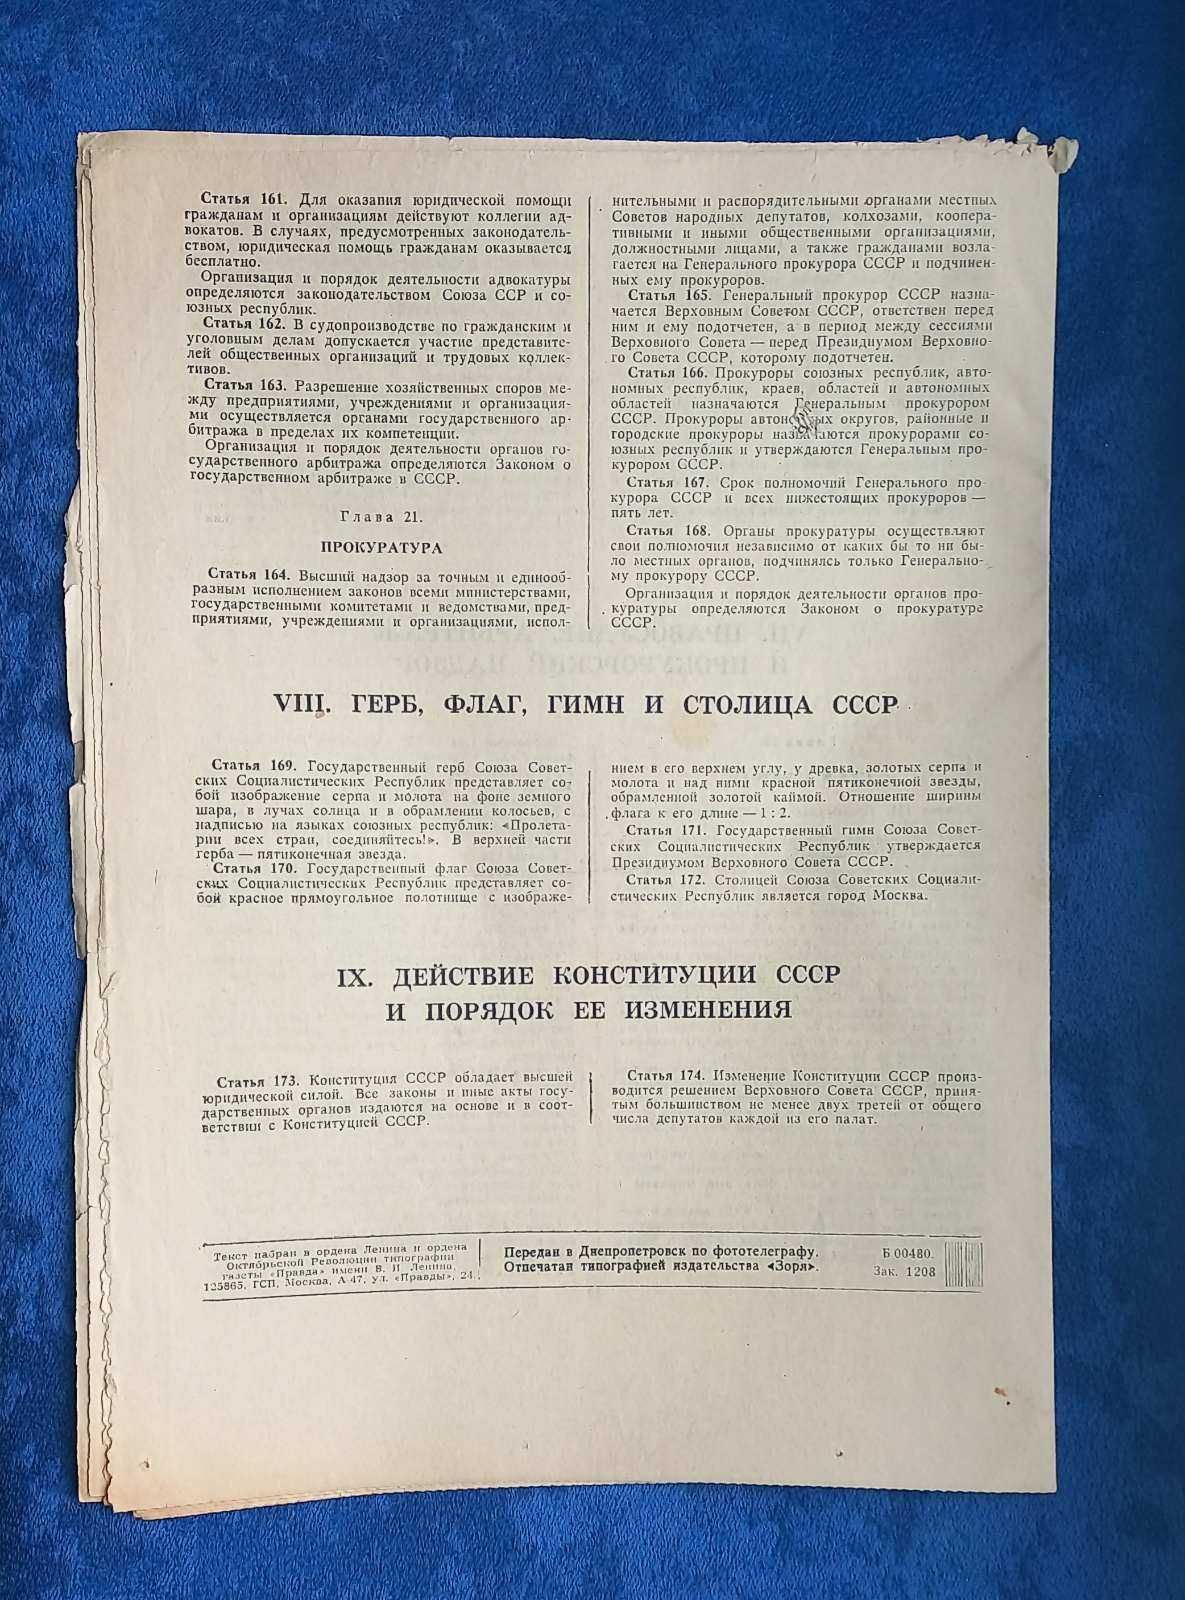 Статья 161. Для оказания юридической помощи
гражданам и организациям действуют коллегии ад-
вокатов. В случаях, предусмотренных законодатель-
ством, юридическая помощь гражданам оказывается
бесплатно.
Организация и порядок деятельности адвокатуры
определяются законодательством Союза ССР и со-
юзных республик.
Статья 162. В судопроизводстве по гражданским и
уголовным делам допускается участие представите-
лей общественных организаций и трудовых коллек-
тивов.
Статья 163. Разрешение хозяйственных споров ме-
жду предприятиями, учреждениями и организация-
ми осуществляется органами государственного ар-
битража в пределах их компетенции.
Организация и порядок деятельности органов го-
сударственного арбитража определяются Законом о
государственном арбитраже в СССР.
Глава 21.
ПРОКУРАТУРА
Статья 164. Высший надзор за точным и единооб-
разным исполнением законов всеми министерствами,
государственными комитетами и ведомствами, пред-
приятиями, учреждениями и организациями, испол-
нительными и распорядительными органами местных
Советов народных депутатов, колхозами, коопера-
тивными и иными общественными организациями,
должностными лицами, а также гражданами возла-
гается на Генерального прокурора СССР и подчинен-
ных ему прокуроров.
Статья 165. Генеральный прокурор СССР назна-
чается Верховным Советом СССР, ответствен перед
ним и ему подотчетен, а в период между сессиями
Верховного Совета — перед Президиумом Верховно-
го Совета СССР, которому подотчетен.
Статья 166. Прокуроры союзных республик, авто-
номных республик, краев, областей и автономных
областей назначаются Генеральным прокурором
СССР. Прокуроры автономных округов, районные и
городские прокуроры назначаются прокурорами со-
юзных республик и утверждаются Генеральным про-
курором СССР.
Статья 167. Срок полномочий Генерального про-
курора СССР и всех нижестоящих прокуроров —
пять лет.
Статья 168. Органы прокуратуры осуществляют
свои полномочия независимо от каких бы то ни бы-
ло местных органов, подчиняясь только Генерально-
му прокурору СССР.
Организация и порядок деятельности органов про-
куратуры определяются Законом о прокуратуре
СССР.
VIII. ГЕРБ, ФЛАГ, ГИМН И СТОЛИЦА СССР
Статья 169. Государственный герб Союза Совет-
ских Социалистических Республик представляет со-
бой изображение серпа и молота на фоне земного
шара, в лучах солнца и в обрамлении колосьев, с
надписью на языках союзных республик: «Пролета-
рии всех стран, соединяйтесь!». В верхней части
герба — пятиконечная звезда.
Статья 170. Государственный флаг Союза Совет-
ских Социалистических Республик представляет со-
бой красное прямоугольное полотнище с изображе-
нием в его верхнем углу, у древка, золотых серпа и
молота и над ними красной пятиконечной звезды,
обрамленной золотой каймой. Отношение ширины
флага к его длине — 1 : 2.
Статья 171. Государственный гимн Союза Совет-
ских Социалистических Республик утверждается
Президиумом Верховного Совета СССР.
Статья 172. Столицей Союза Советских Социали-
стических Республик является город Москва.
IX. ДЕЙСТВИЕ КОНСТИТУЦИИ СССР
И ПОРЯДОК ЕЕ ИЗМЕНЕНИЯ
Статья 173. Конституция СССР обладает высшей
юридической силой. Все законы и иные акты госу-
дарственных органов издаются на основе и в соот-
ветствии с Конституцией СССР.
Статья 174. Изменение Конституции СССР произ-
водится решением Верховного Совета СССР, приня-
тым большинством не менее двух третей от общего
числа депутатов каждой из его палат.
Текст набран в ордена Ленина и ордена
Октябрьской Революции типографии
газеты «Правда» имени В. И. Ленина,
125865, ГСП, Москва, А-47, ул. «Правды», 24.
Передан в Днепропетровск по фототелеграфу.
Отпечатан типографией издательства «Зоря».
Б 00480.
Зак. 1208